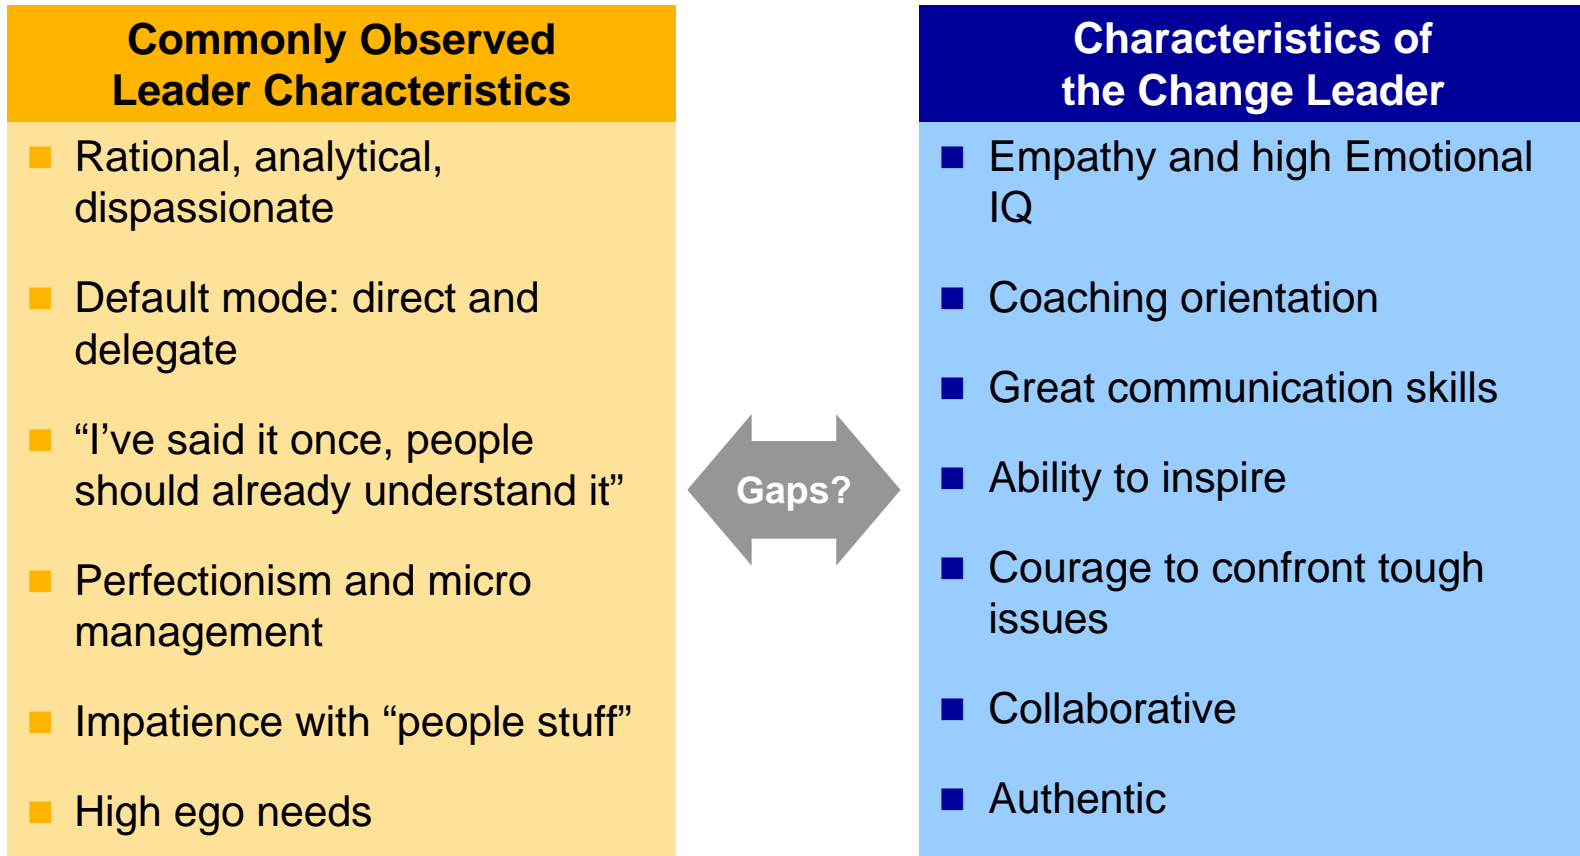 Commonly Observed
Leader Characteristics
Rational, analytical,
dispassionate
Default mode: direct and
delegate
“I’ve said it once, people
should already understand it”
Perfectionism and micro
management
Impatience with “people stuff”
High ego needs
Gaps?
Characteristics of
the Change Leader
Empathy and high Emotional
IQ
Coaching orientation
Great communication skills
Ability to inspire
Courage to confront tough
issues
Collaborative
Authentic